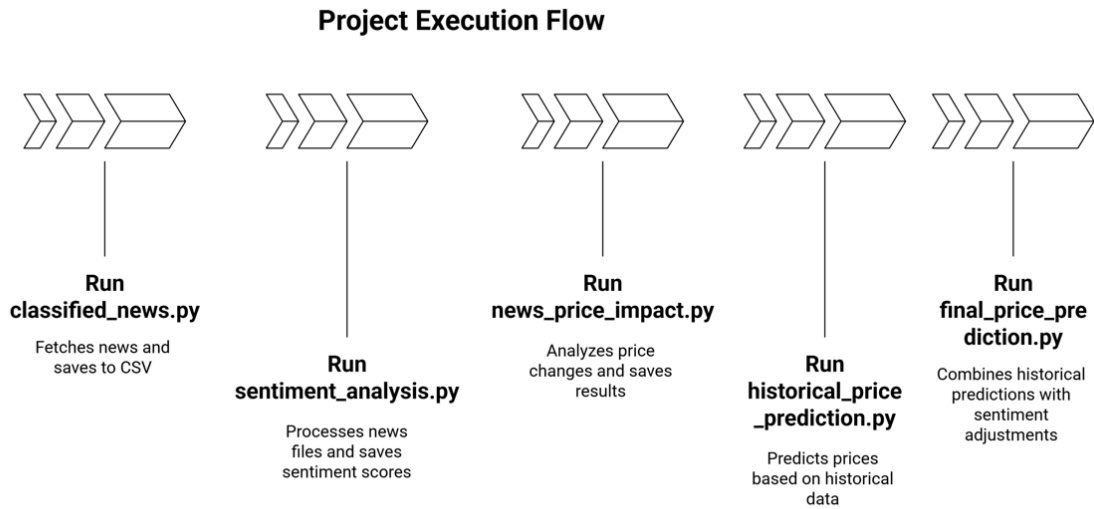 Project Execution Flow
Run
classified_news.py
Fetches news and
saves to CSV
Run
sentiment_analysis.py
Processes news
files and saves
sentiment scores
Run
news_price_impact.py
Analyzes price
changes and saves
results
Run
historical_price
_prediction.py
Predicts prices
based on historical
data
Run
final_price_pre
diction.py
Combines historical
predictions with
sentiment
adjustments